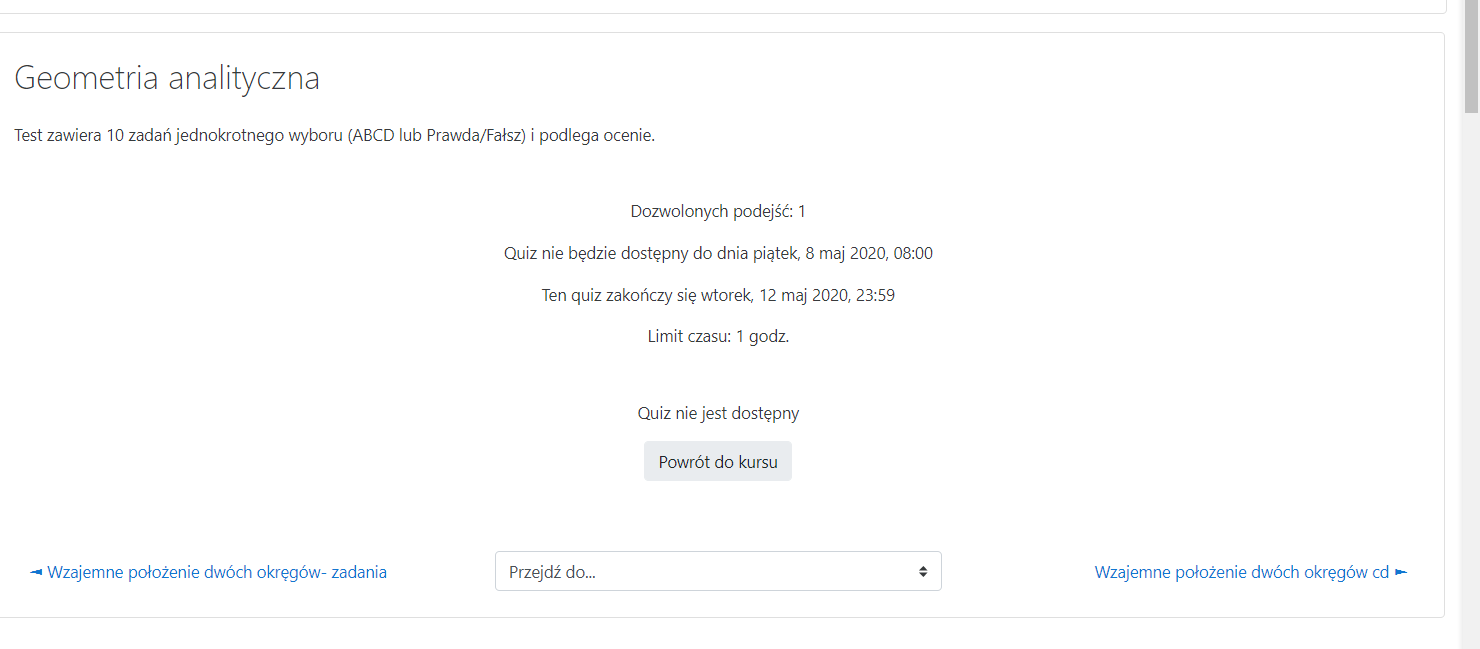 Geometria analityczna
Test zawiera 10 zadań jednokrotnego wyboru (ABCD lub Prawda/Fałsz) i podlega ocenie.
Dozwolonych podejść: 1
Quiz nie będzie dostępny do dnia piątek, 8 maj 2020, 08:00
Ten quiz zakończy się wtorek, 12 maj 2020, 23:59
Limit czasu: 1 godz.
Quiz nie jest dostępny
Powrót do kursu
◄ Wzajemne położenie dwóch okręgów- zadania
Przejdź do...
Wzajemne położenie dwóch okręgów cd ►